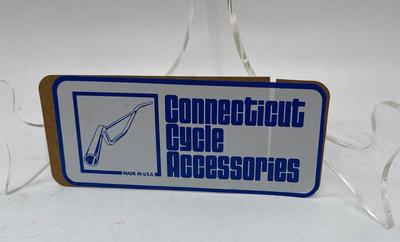 Connecticut
Cycle
Accessories
MADE IN U.S.A.